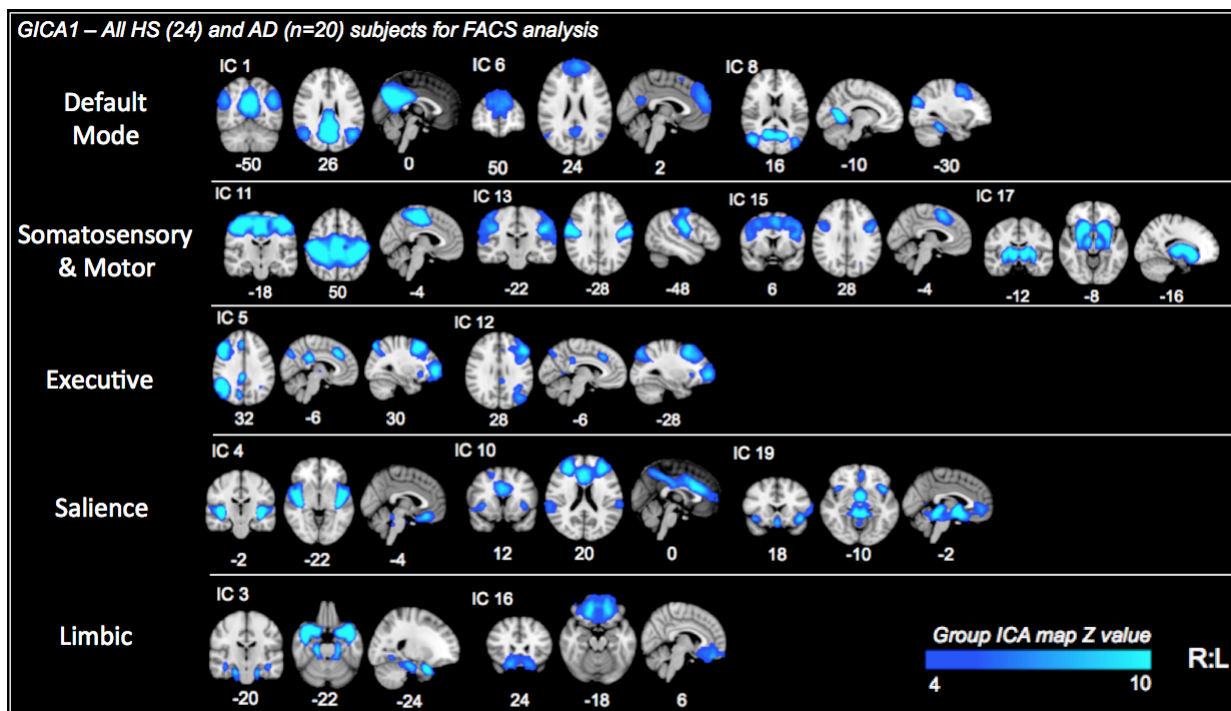 GICA1 – All HS (24) and AD (n=20) subjects for FACS analysis
Default
Mode
IC 1
IC 6
IC 8
-50
26
0
50
24
2
16
-10
-30
Somatosensory
& Motor
IC 11
IC 13
IC 15
IC 17
-18
50
-4
-22
-28
-48
6
28
-4
-12
-8
-16
Executive
IC 5
IC 12
32
-6
30
28
-6
-28
Salience
IC 4
IC 10
IC 19
-2
-22
-4
12
20
0
18
-10
-2
Limbic
IC 3
IC 16
-20
-22
-24
24
-18
6
Group ICA map Z value
4
10
R:L